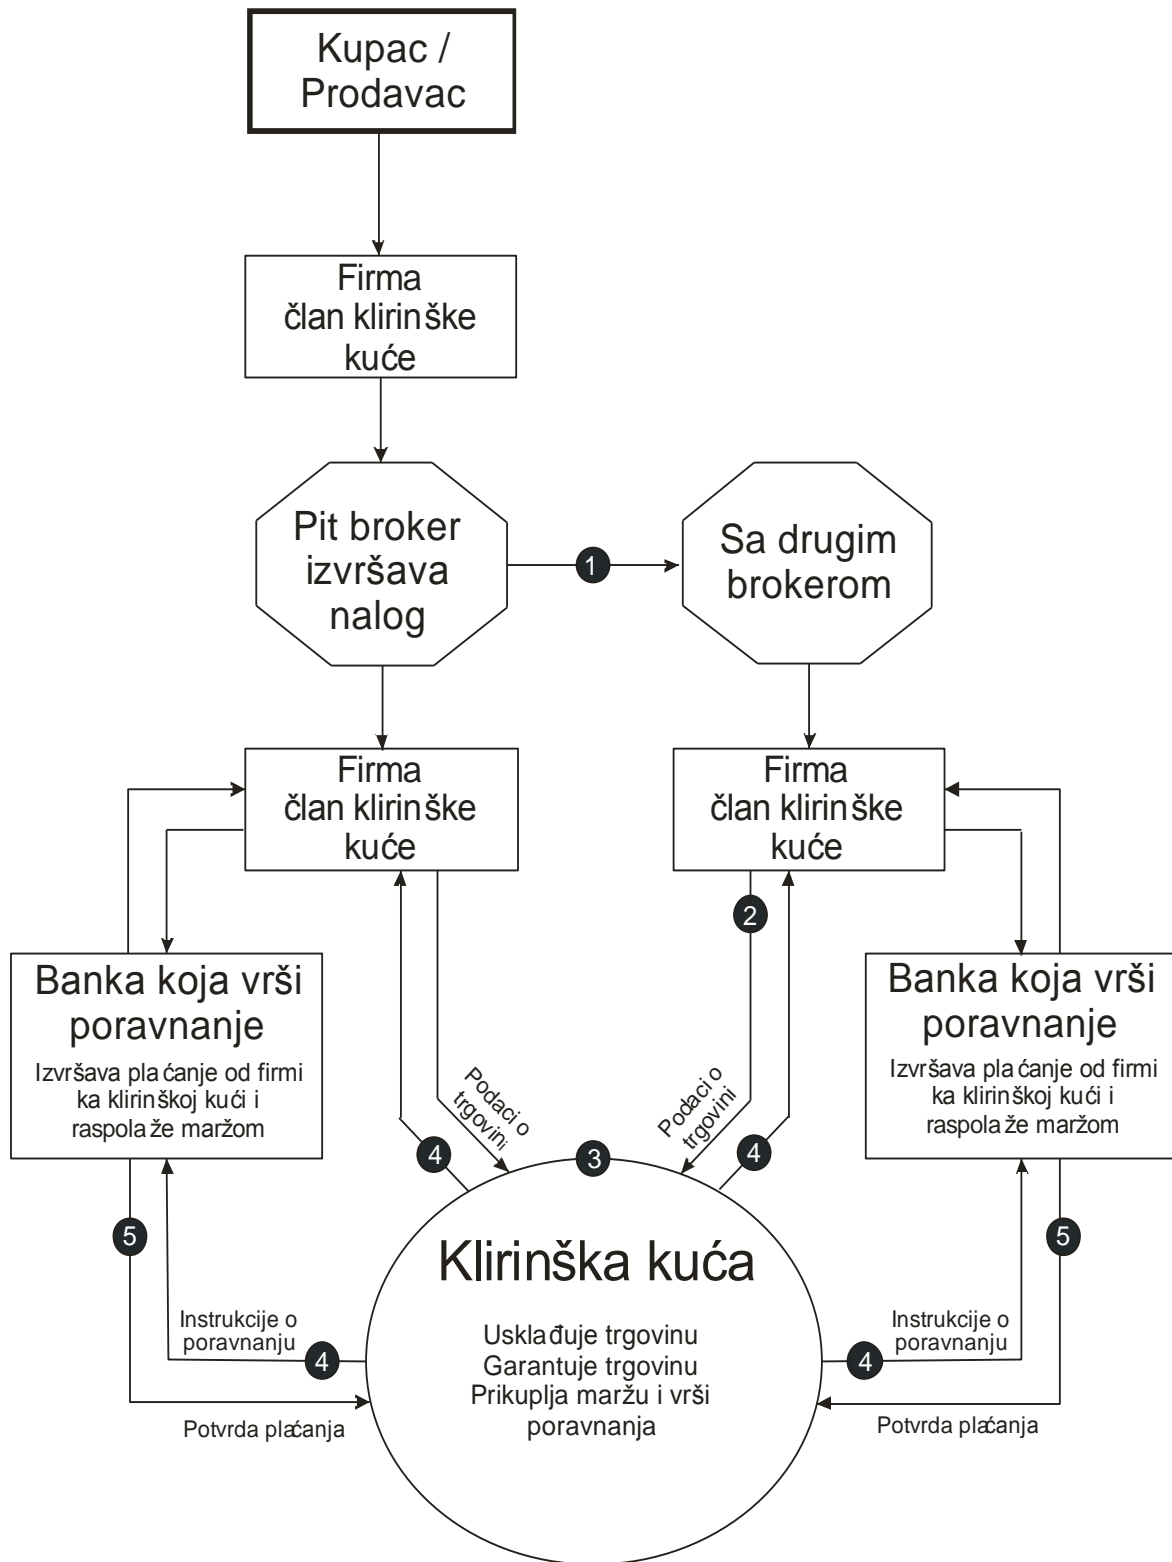 Kupac /
Prodavac
Firma
član klirinške
kuće
Pit broker
izvršava
nalog
1
Sa drugim
brokerom
Firma
član klirinške
kuće
Firma
član klirinške
kuće
2
Banka koja vrši
poravnanje
Izvršava plaćanje od firmi
ka klirinškoj kući i
raspolaže maržom
Banka koja vrši
poravnanje
Izvršava plaćanje od firmi
ka klirinškoj kući i
raspolaže maržom
Podaci o
trgovini
Podaci o
trgovini
4
3
4
5
5
Klirinška kuća
Usklađuje trgovinu
Garantuje trgovinu
Prikuplja maržu i vrši
poravnanja
Instrukcije o
poravnanju
4
4
Instrukcije o
poravnanju
Potvrda plaćanja
Potvrda plaćanja